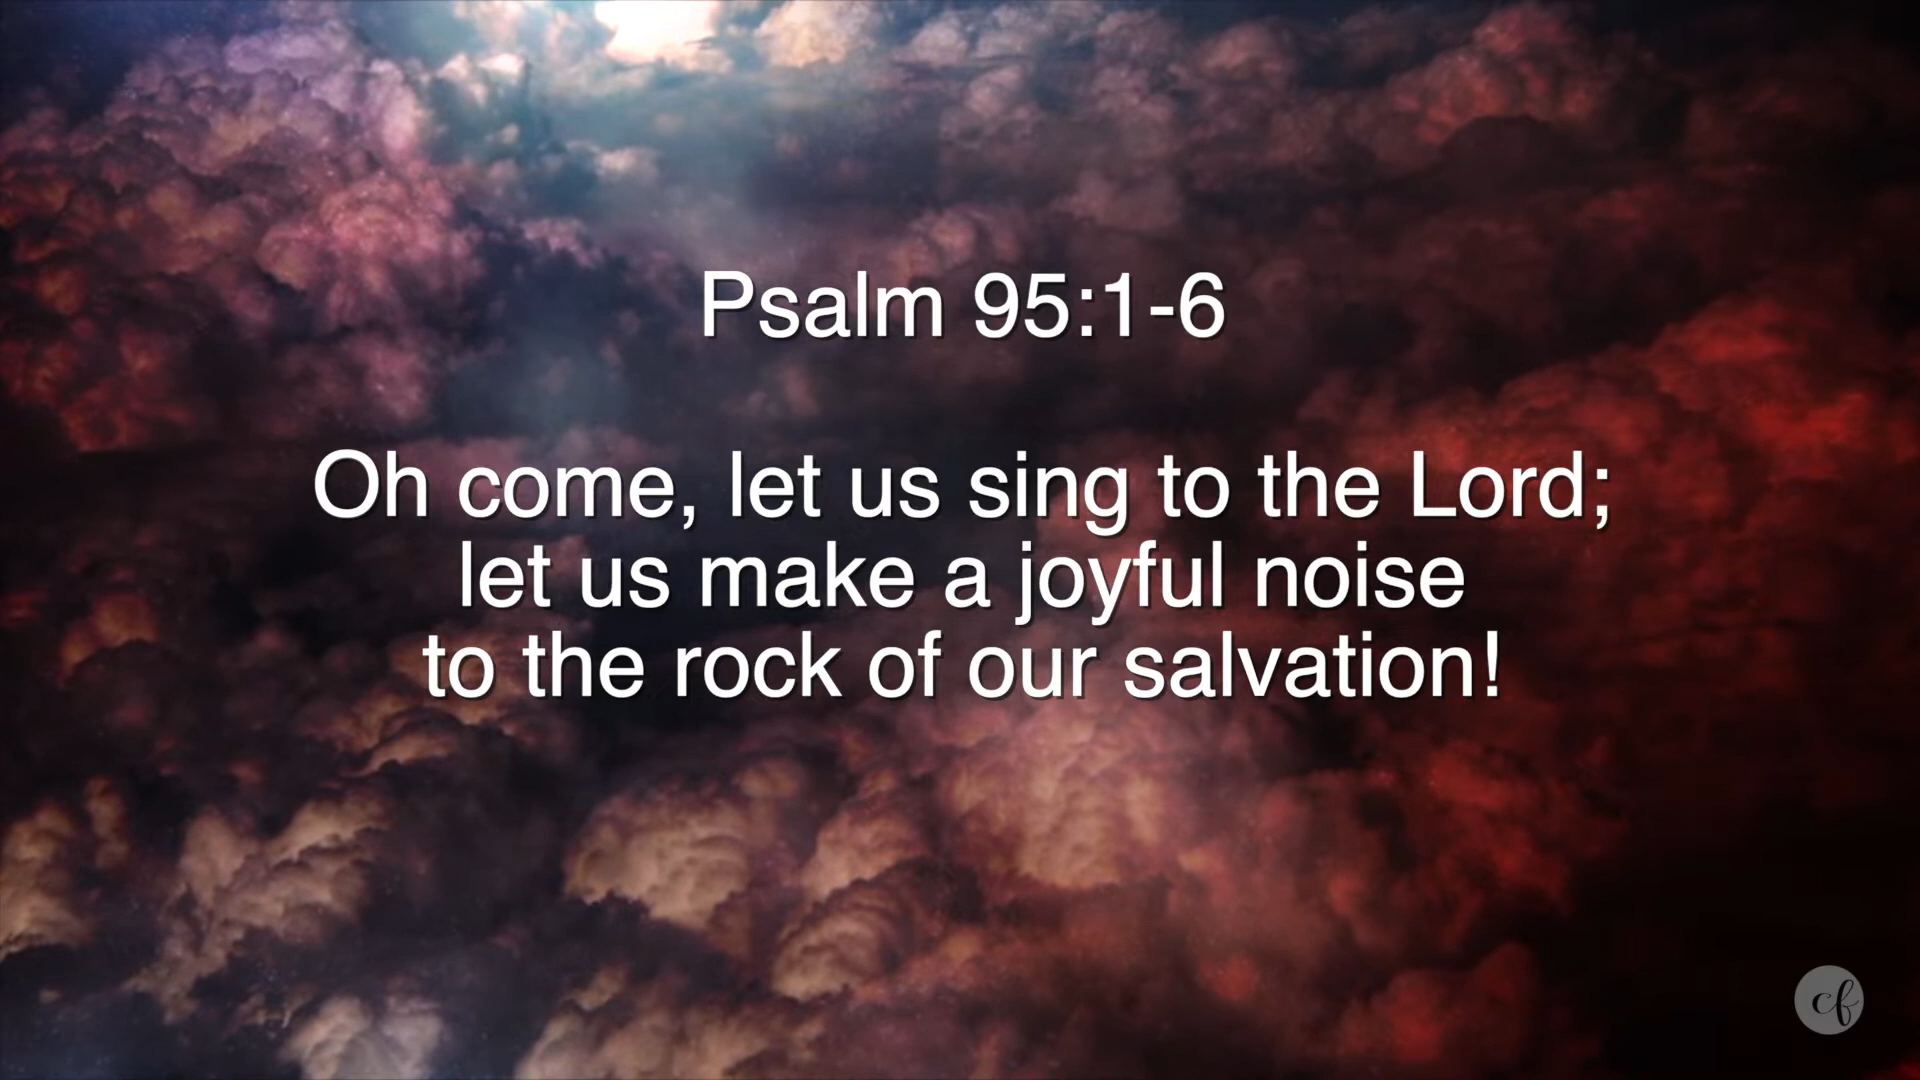 Psalm 95:1-6
Oh come, let us sing to the Lord;
let us make a joyful noise
to the rock of our salvation!
cf